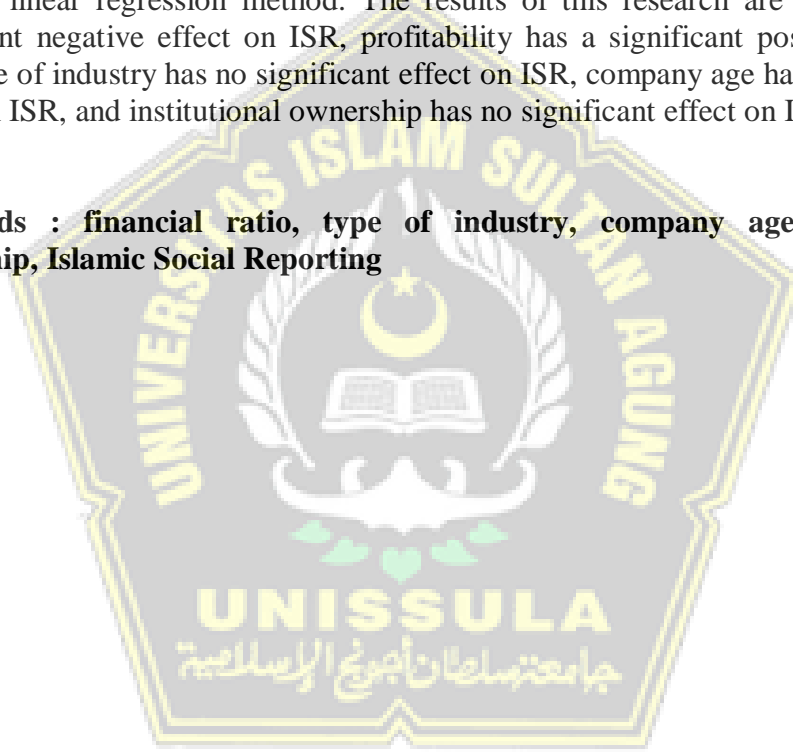 linear regression method. The results of this research are
nt negative effect on ISR, profitability has a significant pos
e of industry has no significant effect on ISR, company age ha
ISR, and institutional ownership has no significant effect on I
ds : financial ratio, type of industry, company age
ip, Islamic Social Reporting
UNIVERSITAS ISLAM SULTAN AGUNG
UNISSULA
جامعة سلطان أجونج الإسلامية